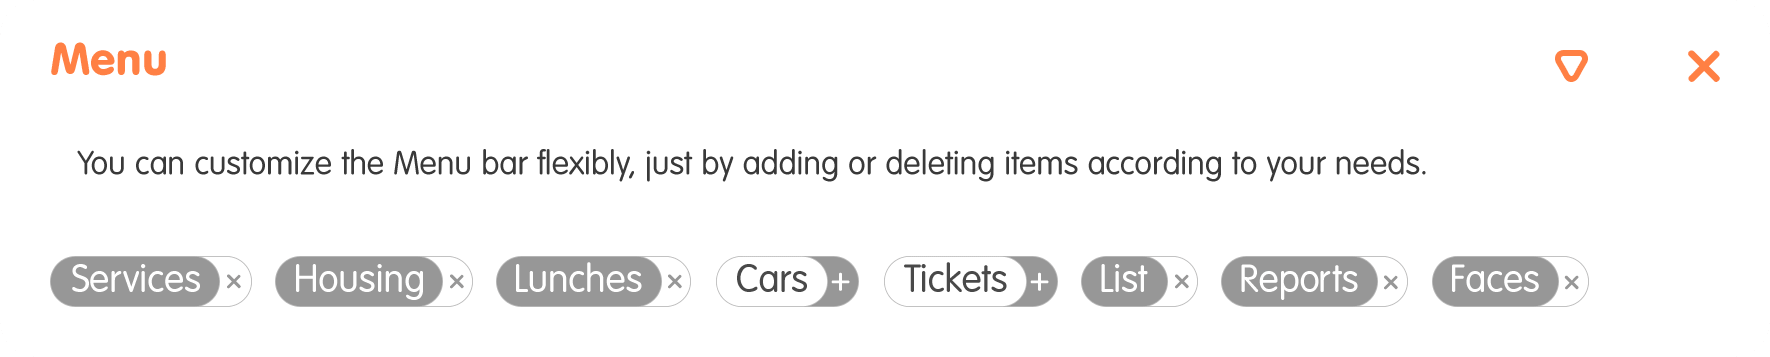 Menu
You can customize the Menu bar flexibly, just by adding or deleting items according to your needs.
Services × Housing × Lunches × Cars + Tickets + List × Reports × Faces ×